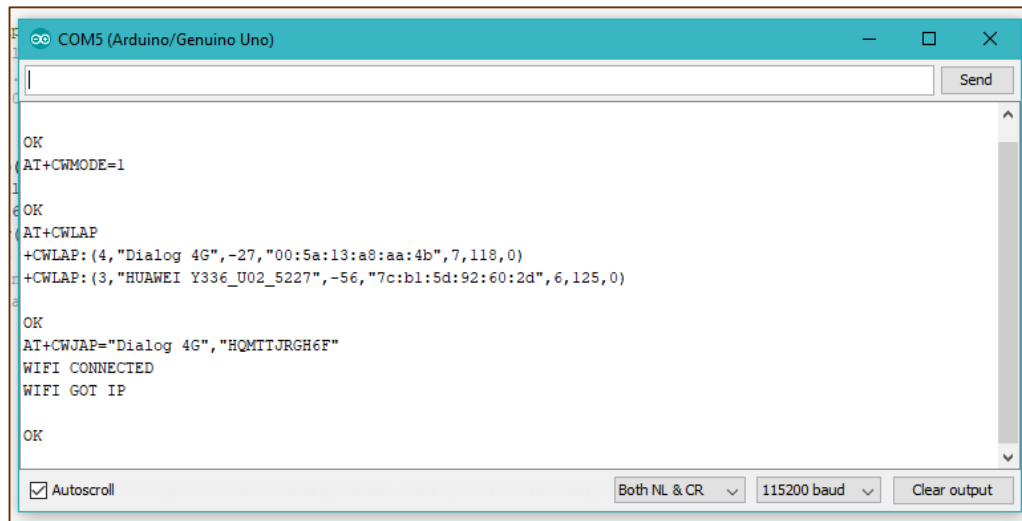 COM5 (Arduino/Genuino Uno)
Send
OK
AT+CWMODE=1
OK
AT+CWLAP
+CWLAP:(4,"Dialog 4G",-27,"00:5a:13:a8:aa:4b",7,118,0)
+CWLAP:(3,"HUAWEI Y336_U02_5227",-56,"7c:b1:5d:92:60:2d",6,125,0)
OK
AT+CWJAP="Dialog 4G","HQMTTJRGH6F"
WIFI CONNECTED
WIFI GOT IP
OK
Autoscroll Both NL & CR 115200 baud Clear output